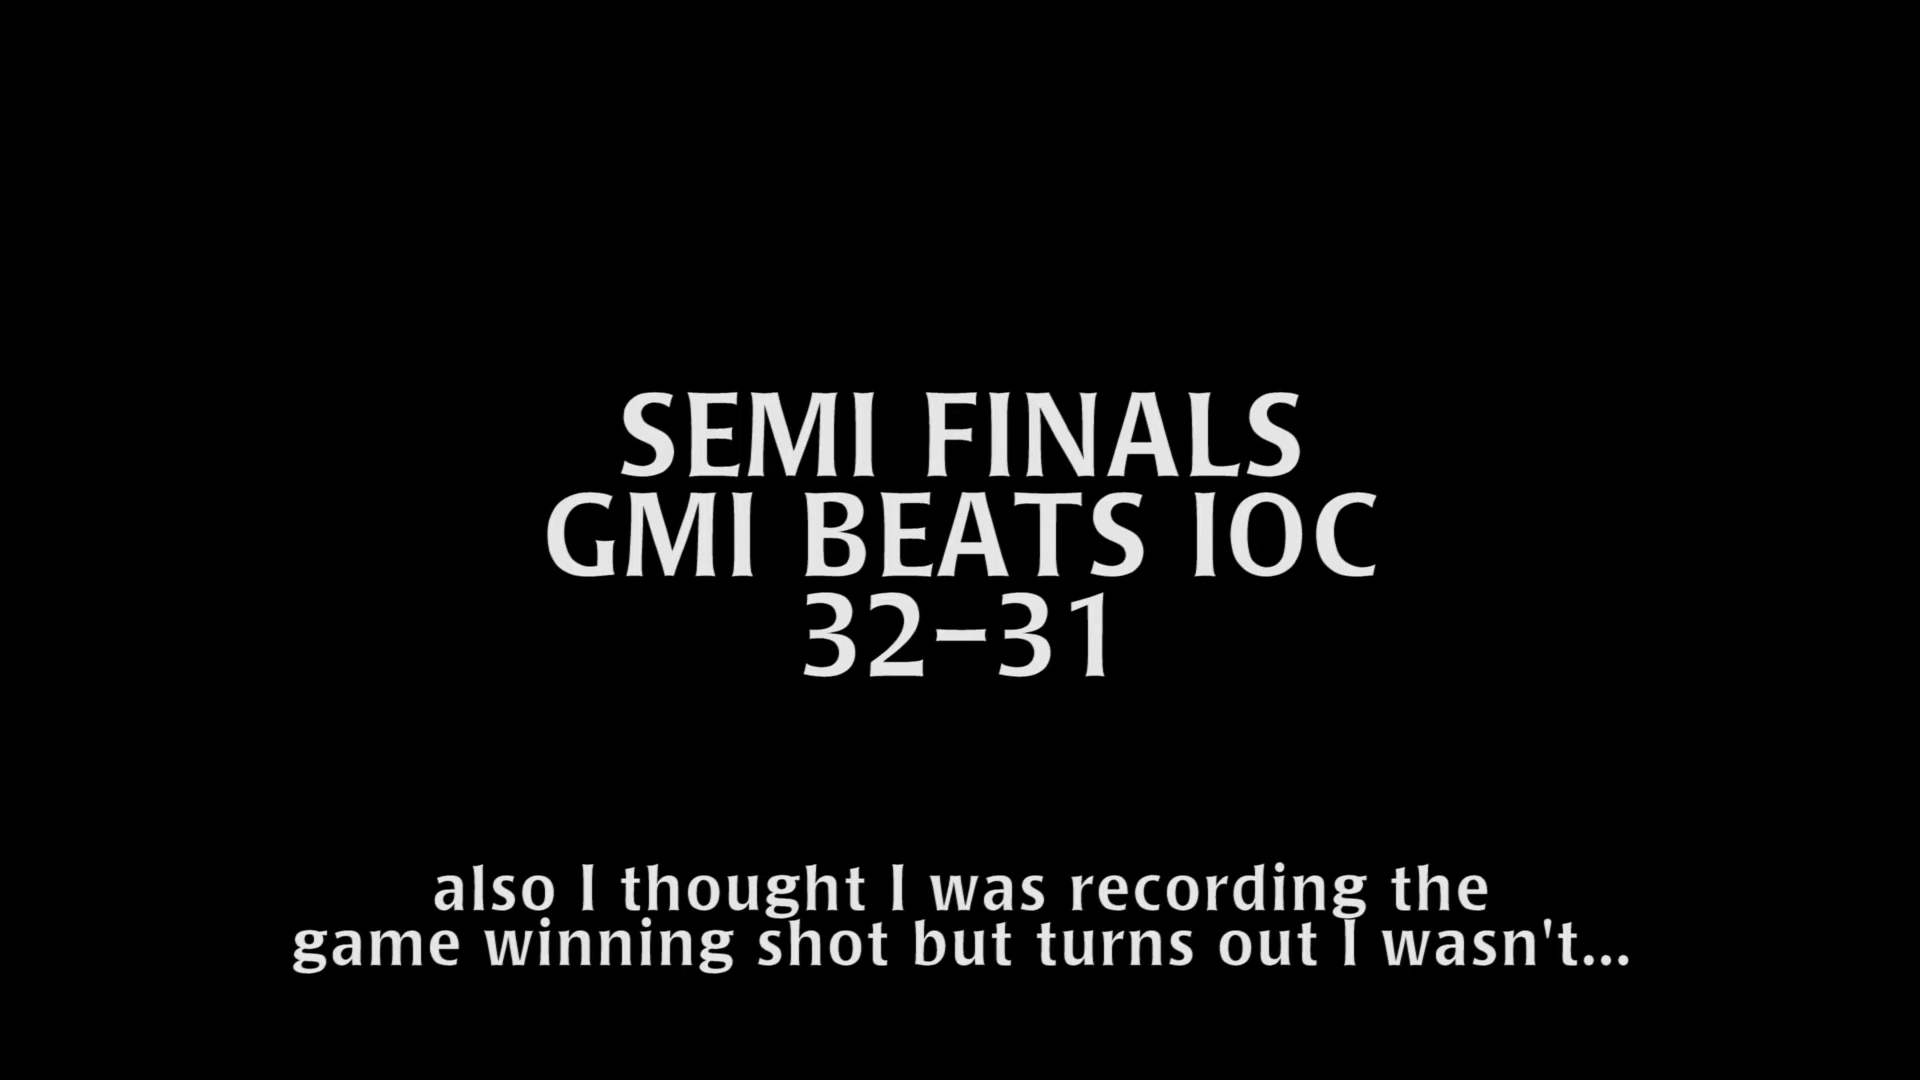 SEMI FINALS
GMI BEATS IOC
32-31
also I thought I was recording the
game winning shot but turns out I wasn't...